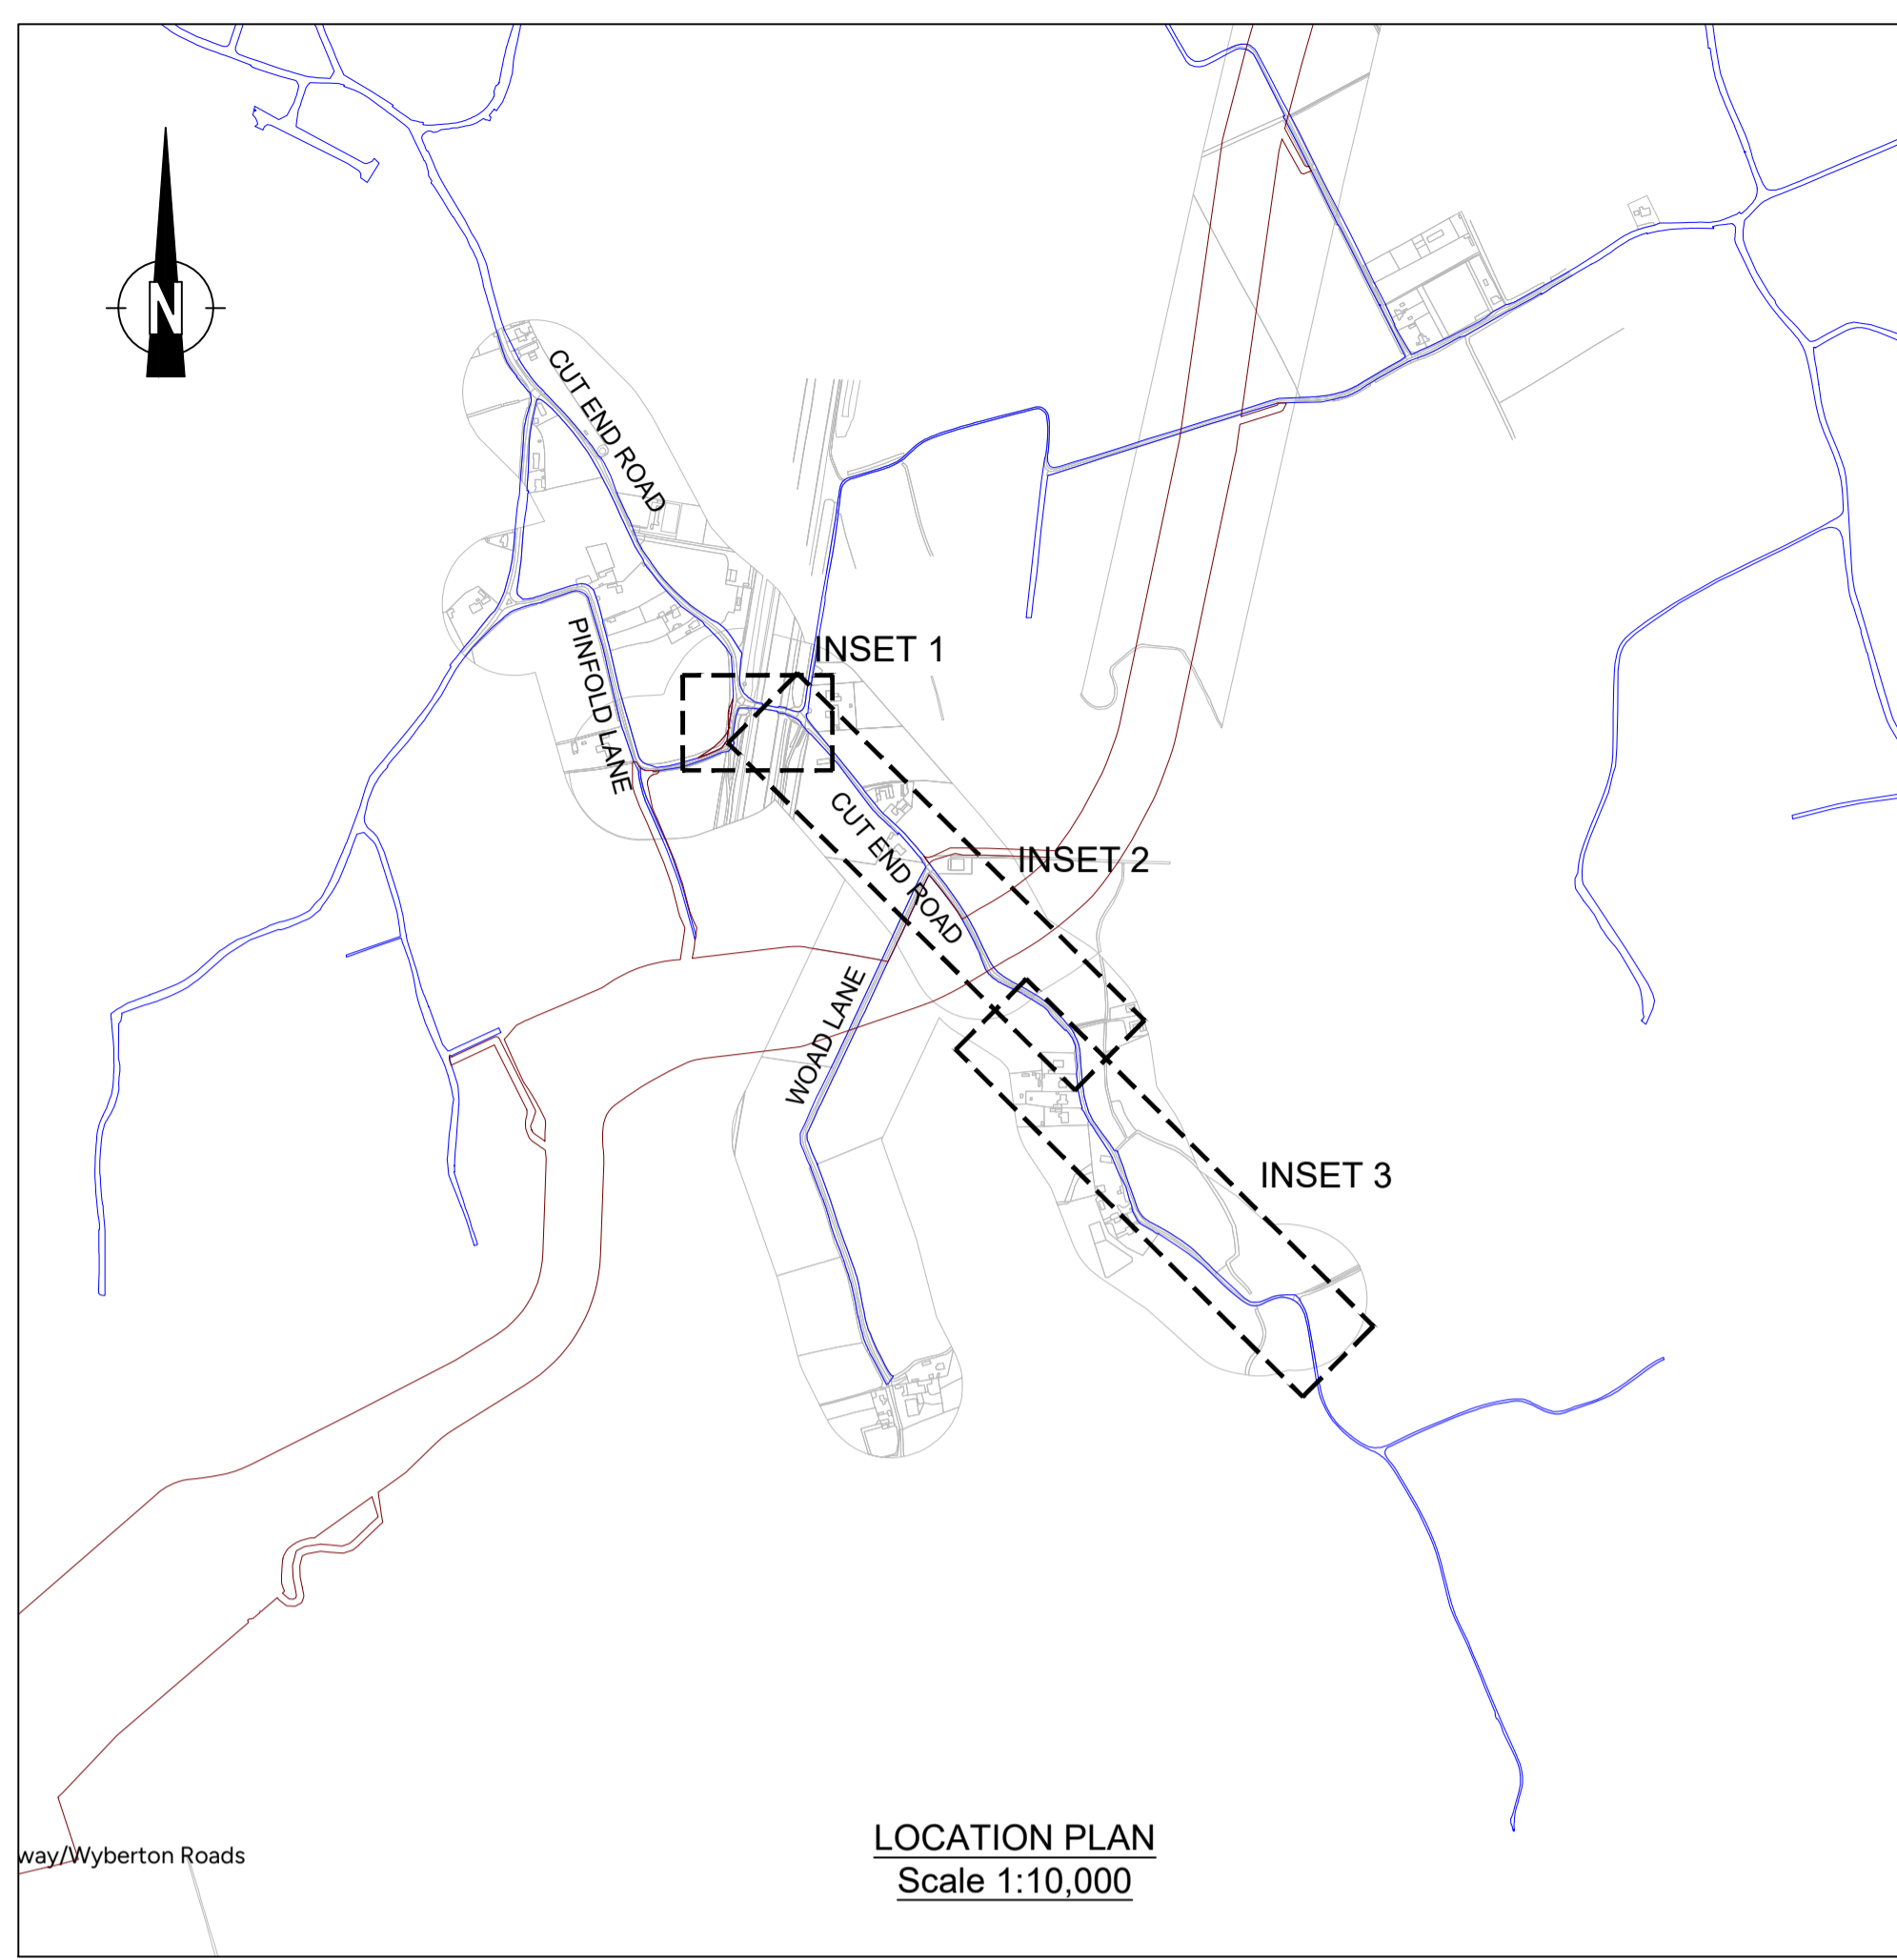 N
CUT END ROAD
INSET 1
PINFOLD LANE
CUT END ROAD
INSET 2
WOAD LANE
INSET 3
LOCATION PLAN
Scale 1:10,000
way/Wyberton Roads